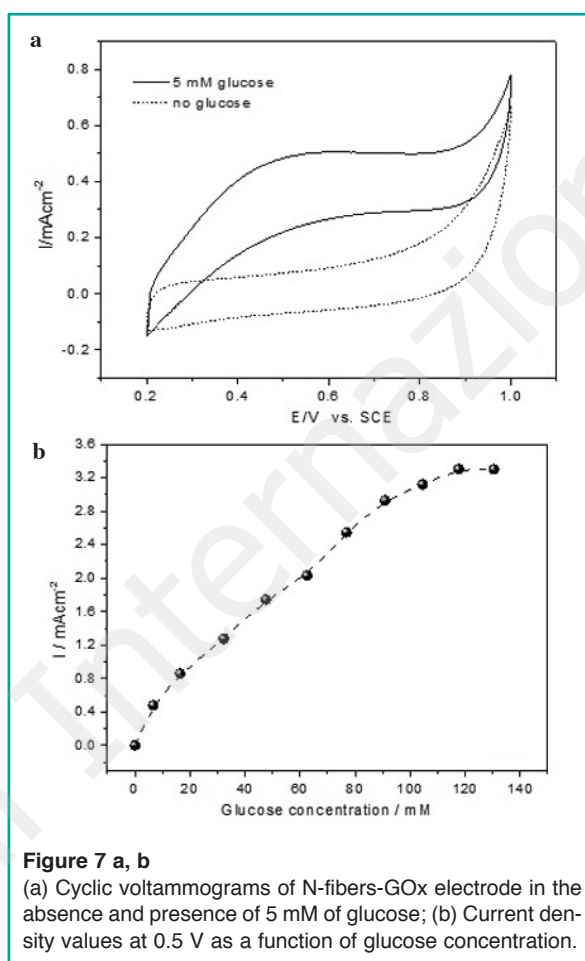 a
5 mM glucose
no glucose
0.8
0.6
0.4
0.2
0.0
-0.2
I/mAcm-2
0.2 0.4 0.6 0.8 1.0
E/V vs. SCE
b
3.6
3.2
2.8
2.4
2.0
1.6
1.2
0.8
0.4
0.0
I / mAcm-2
0 20 40 60 80 100 120 140
Glucose concentration / mM
Figure 7 a, b
(a) Cyclic voltammograms of N-fibers-GOx electrode in the
absence and presence of 5 mM of glucose; (b) Current den-
sity values at 0.5 V as a function of glucose concentration.